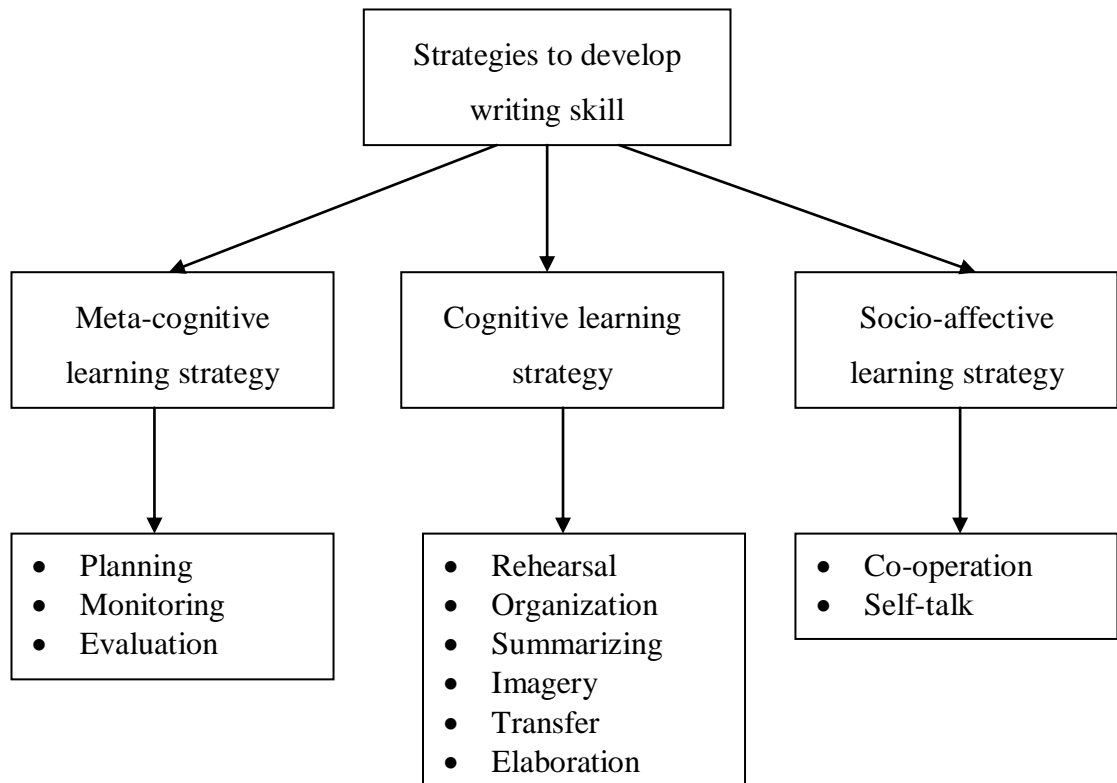 Strategies to develop
writing skill
Meta-cognitive
learning strategy
Cognitive learning
strategy
Socio-affective
learning strategy
• Planning
• Monitoring
• Evaluation
• Rehearsal
• Organization
• Summarizing
• Imagery
• Transfer
• Elaboration
• Co-operation
• Self-talk